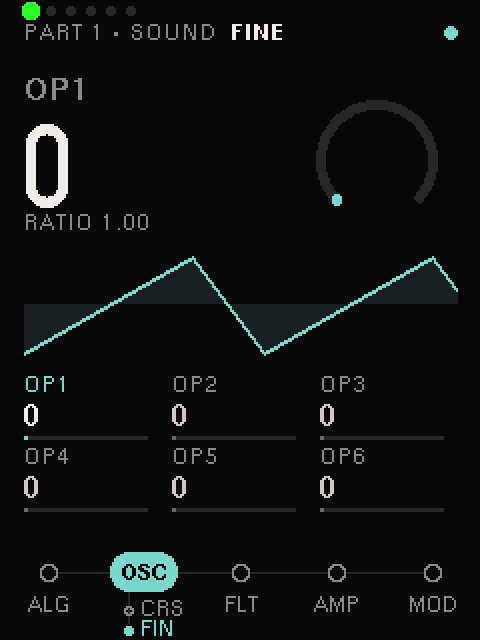 PART 1 · SOUND FINE
OP1
0
RATIO 1.00
OP1 OP2 OP3
0 0 0
OP4 OP5 OP6
0 0 0
OSC
ALG FLT AMP MOD
CRS
FIN